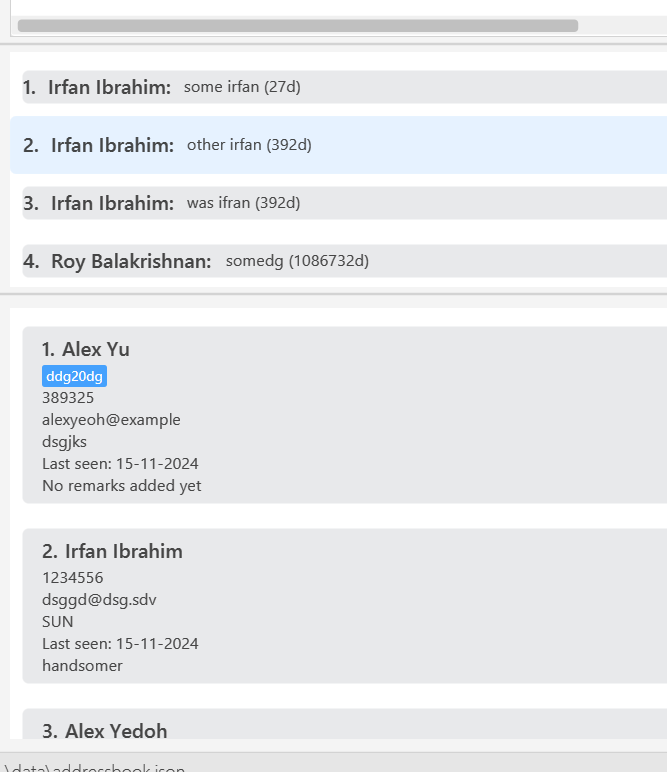 1. Irfan Ibrahim: some irfan (27d)
2. Irfan Ibrahim: other irfan (392d)
3. Irfan Ibrahim: was ifran (392d)
4. Roy Balakrishnan: somedg (1086732d)
1. Alex Yu
ddg20dg
389325
alexyeoh@example
dsgjks
Last seen: 15-11-2024
No remarks added yet
2. Irfan Ibrahim
1234556
dsggd@dsg.sdv
SUN
Last seen: 15-11-2024
handsomer
3. Alex Yedoh
.\data\addressbook.json